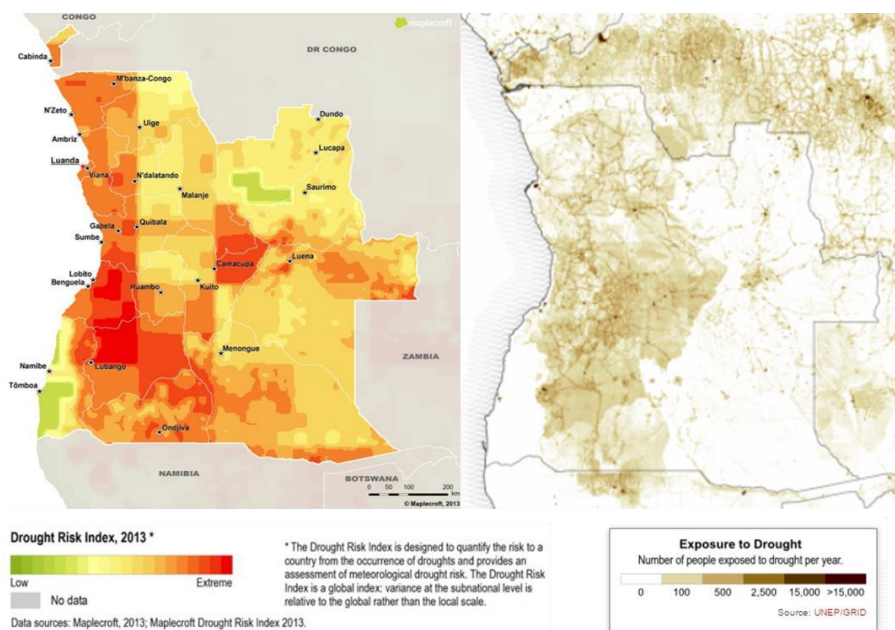 CONGO
maplecroft
DR CONGO
Cabinda
M'banza-Congo
N'Zeto
Uige
Dundo
Ambriz
Lucapa
Luanda
Viana
N'dalatando
Malanje
Saurimo
Gabela
Quibala
Sumbe
Camacupa
Luena
Lobito
Benguela
Huambo
Kuito
Menongue
ZAMBIA
Lubango
Namibe
Tômboa
Ondjiva
NAMIBIA
BOTSWANA
0 50 100 200
km
© Maplecroft, 2013
Drought Risk Index, 2013 *
Low Extreme
No data
Data sources: Maplecroft, 2013; Maplecroft Drought Risk Index 2013.
* The Drought Risk Index is designed to quantify the risk to a
country from the occurrence of droughts and provides an
assessment of meteorological drought risk. The Drought Risk
Index is a global index: variance at the subnational level is
relative to the global rather than the local scale.
Exposure to Drought
Number of people exposed to drought per year.
0 100 500 2,500 15,000 >15,000
Source: UNEP/GRID